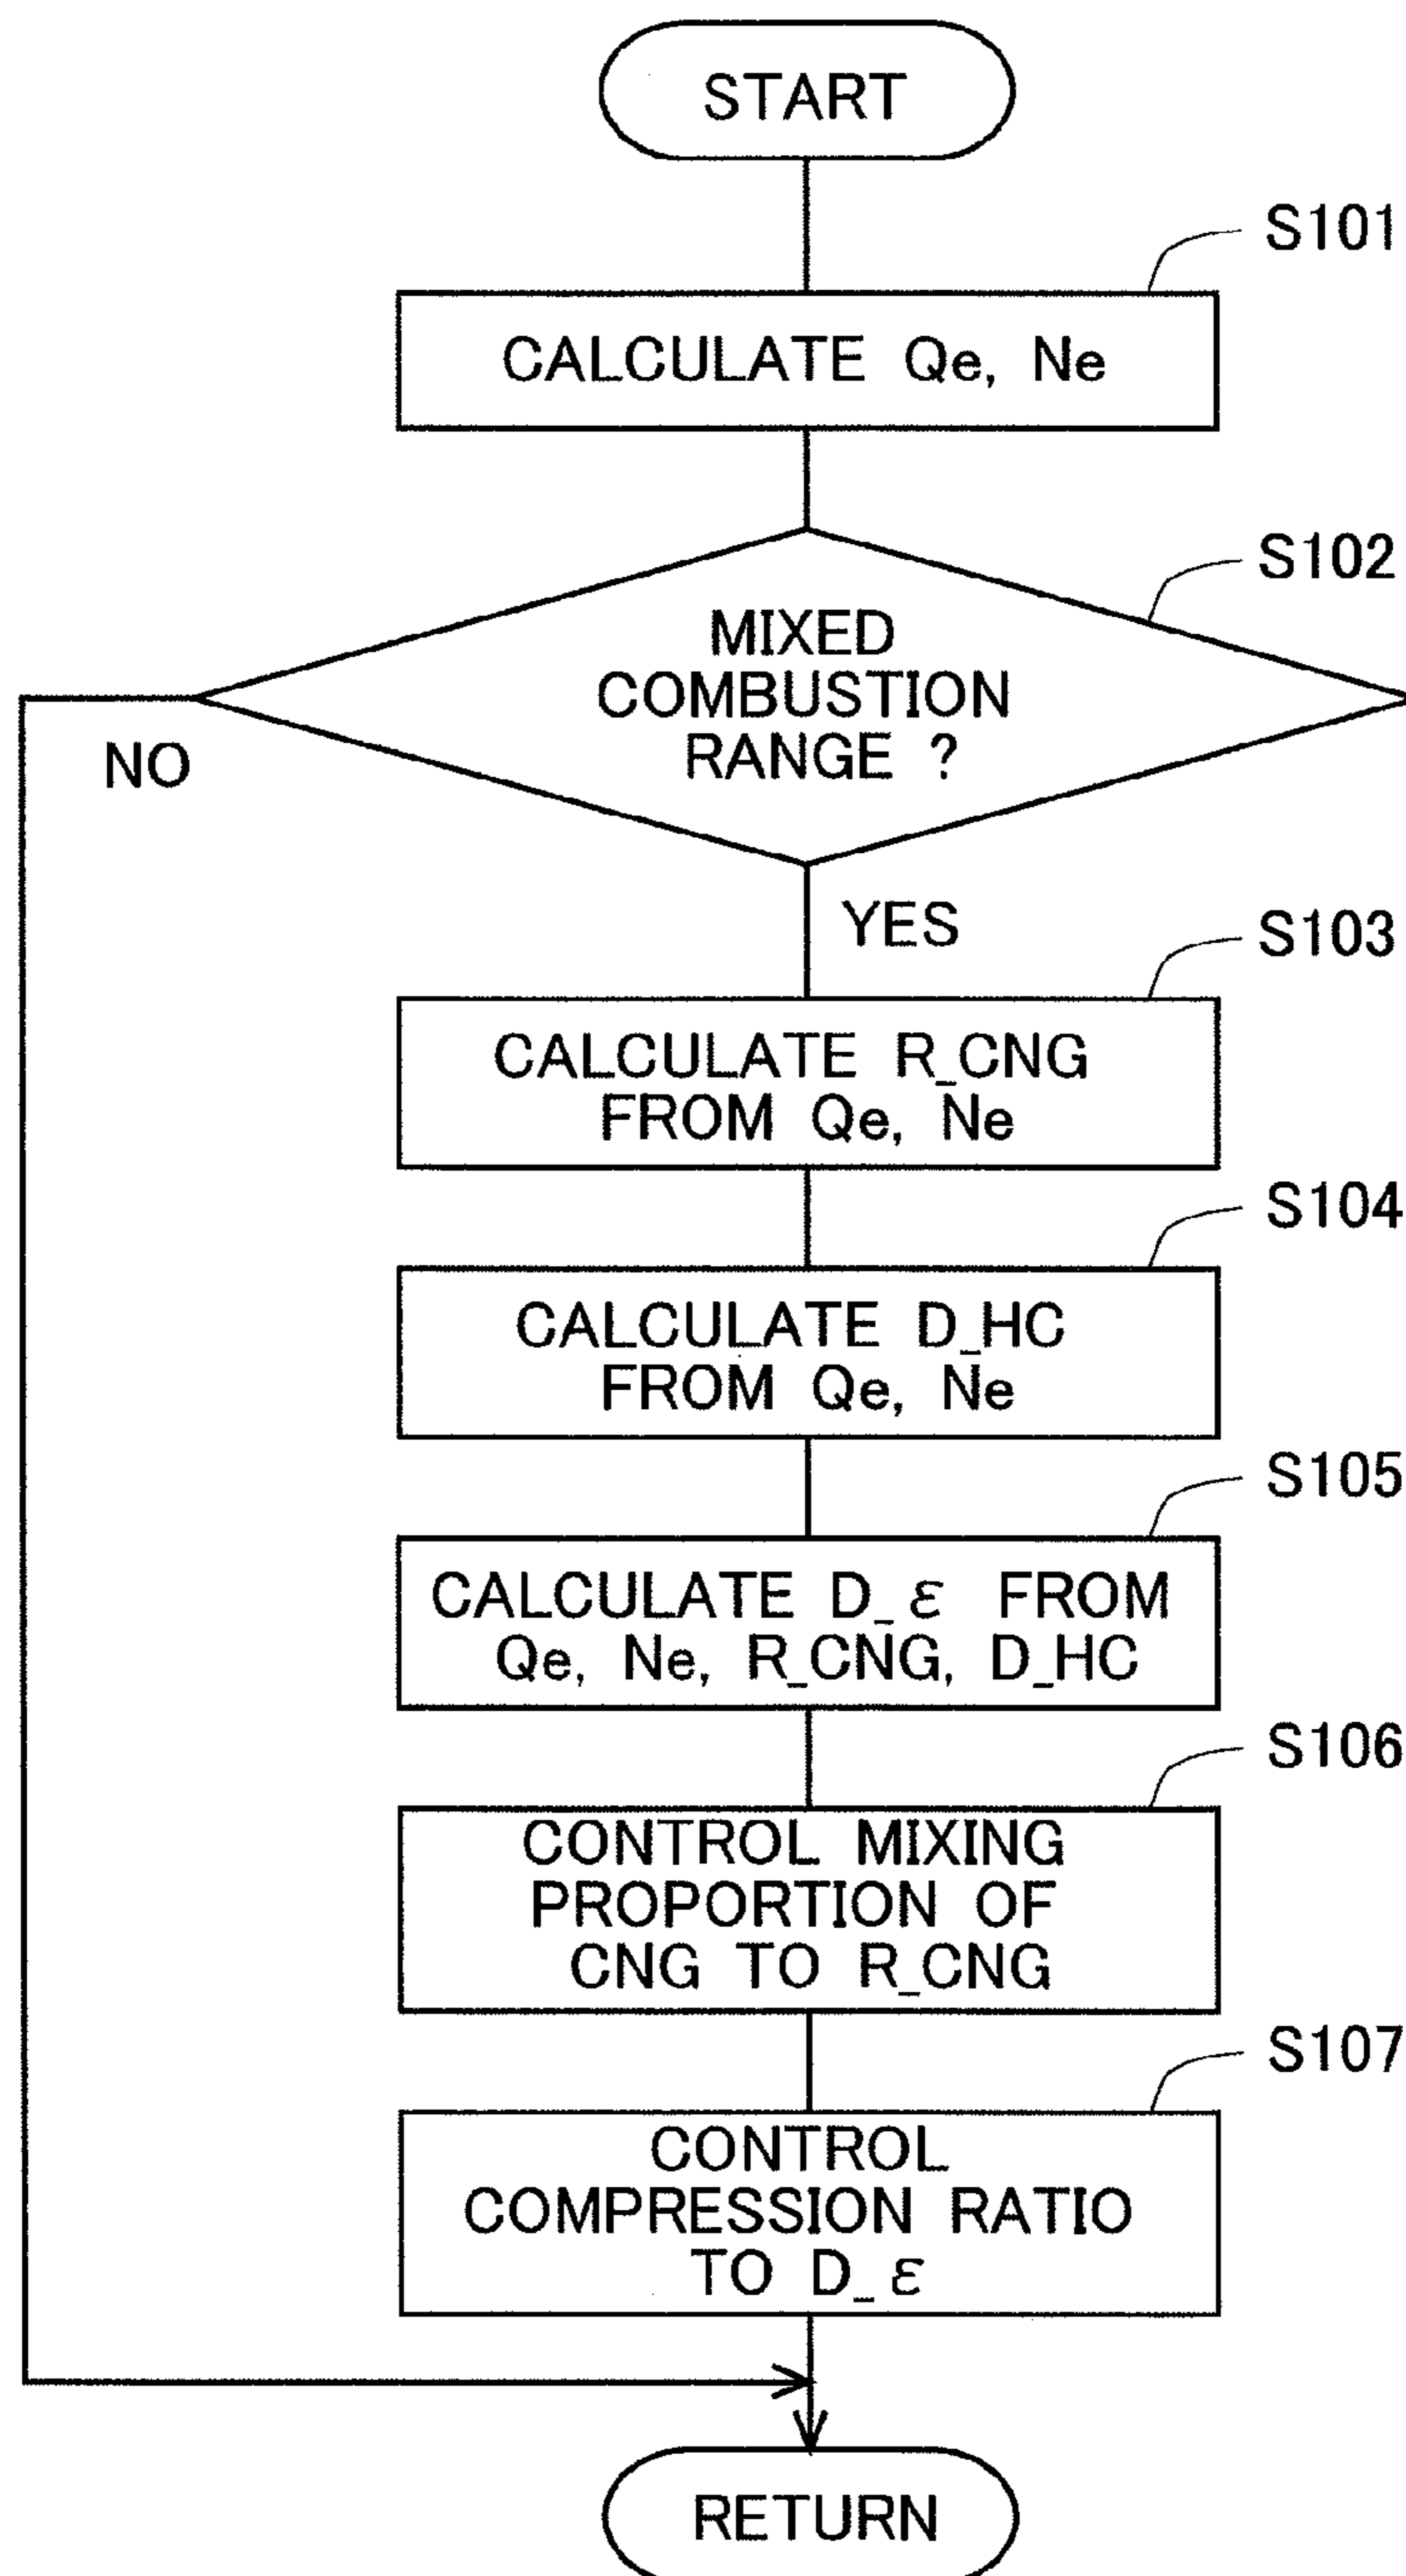 START
S101
CALCULATE Qe, Ne
S102
MIXED
COMBUSTION
RANGE ?
NO
YES
S103
CALCULATE R_CNG
FROM Qe, Ne
S104
CALCULATE D_HC
FROM Qe, Ne
S105
CALCULATE D_ε FROM
Qe, Ne, R_CNG, D_HC
S106
CONTROL MIXING
PROPORTION OF
CNG TO R_CNG
S107
CONTROL
COMPRESSION RATIO
TO D_ε
RETURN